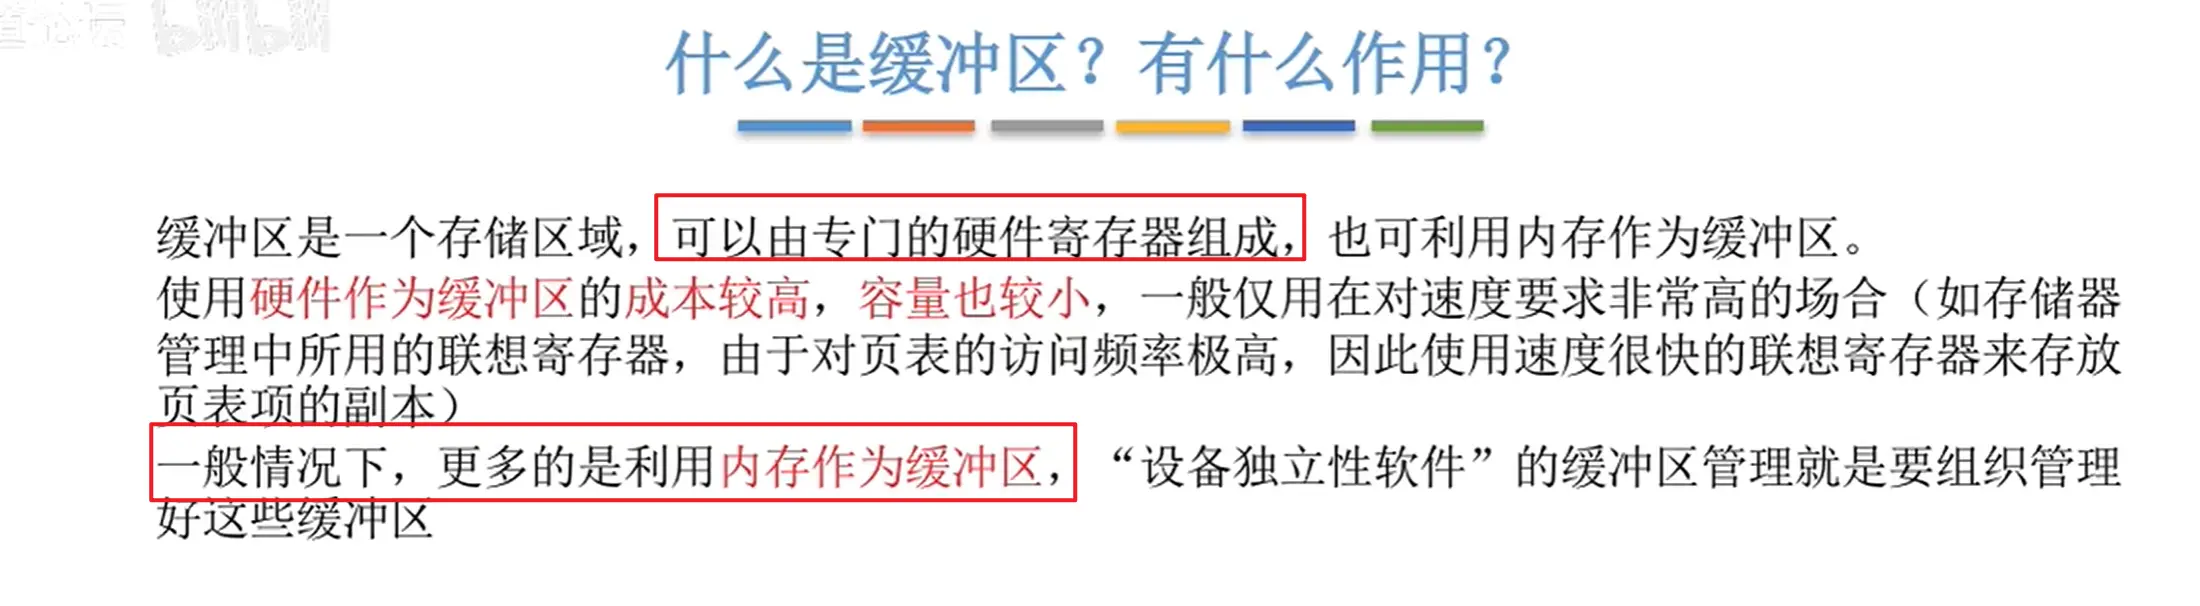 bilibili
什么是缓冲区？有什么作用？
缓冲区是一个存储区域，可以由专门的硬件寄存器组成，也可利用内存作为缓冲区。
使用硬件作为缓冲区的成本较高，容量也较小，一般仅用在对速度要求非常高的场合（如存储器
管理中所用的联想寄存器，由于对页表的访问频率极高，因此使用速度很快的联想寄存器来存放
页表项的副本）
一般情况下，更多的是利用内存作为缓冲区，“设备独立性软件”的缓冲区管理就是要组织管理
好这些缓冲区